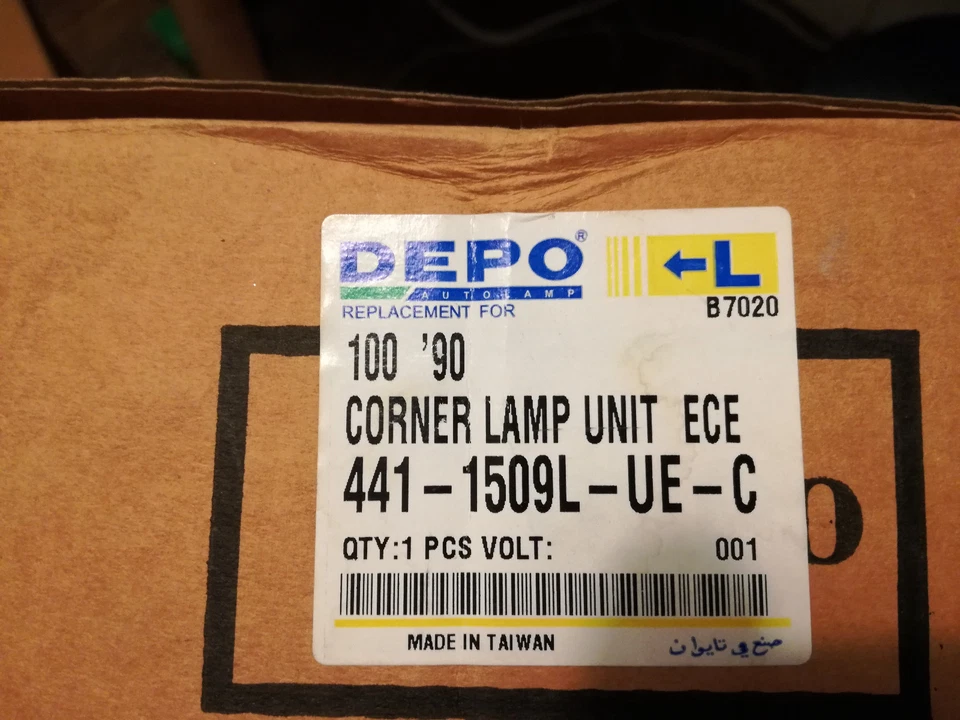 DEPO®
AUTOLAMP
REPLACEMENT FOR
←L
B7020
100 '90
CORNER LAMP UNIT ECE
441-1509L-UE-C
QTY:1 PCS VOLT: 001
MADE IN TAIWAN
صنع في تايوان
o